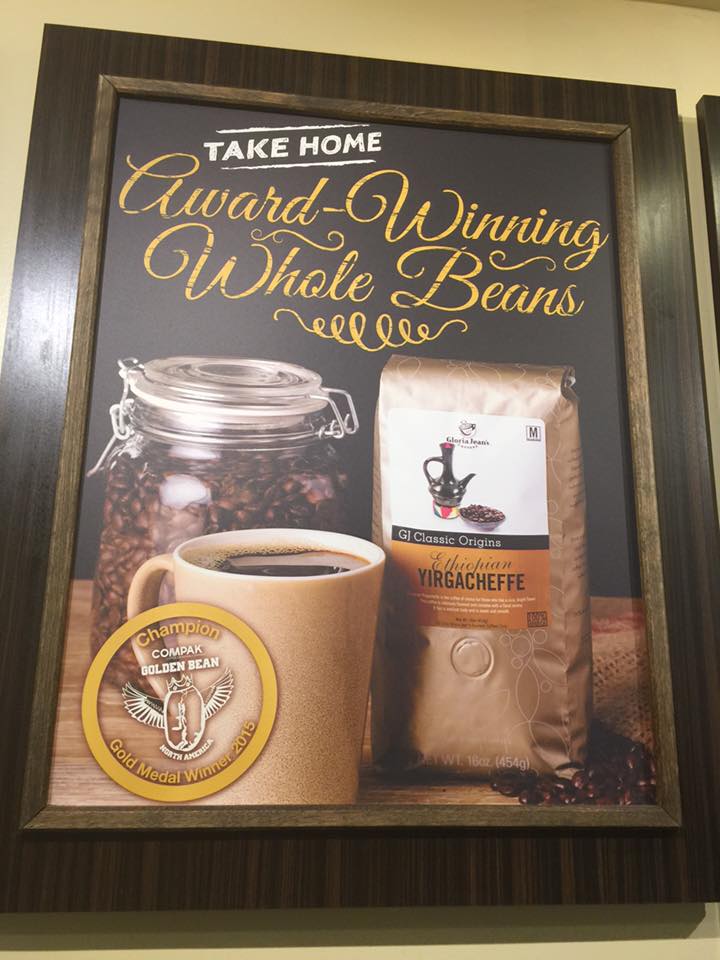 TAKE HOME
Award-Winning
Whole Beans
Gloria Jean's
COFFEES
M
GJ Classic Origins
Ethiopian
YIRGACHEFFE
NET WT. 16oz. (454g)
Champion
COMPAK
GOLDEN BEAN
NORTH AMERICA
Gold Medal Winner 2015